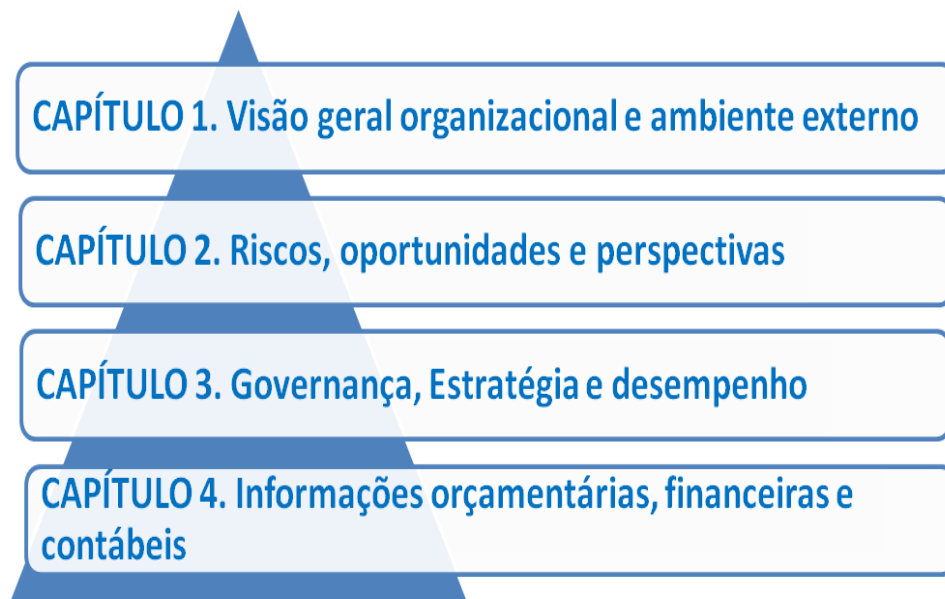 CAPÍTULO 1. Visão geral organizacional e ambiente externo
CAPÍTULO 2. Riscos, oportunidades e perspectivas
CAPÍTULO 3. Governança, Estratégia e desempenho
CAPÍTULO 4. Informações orçamentárias, financeiras e
contábeis